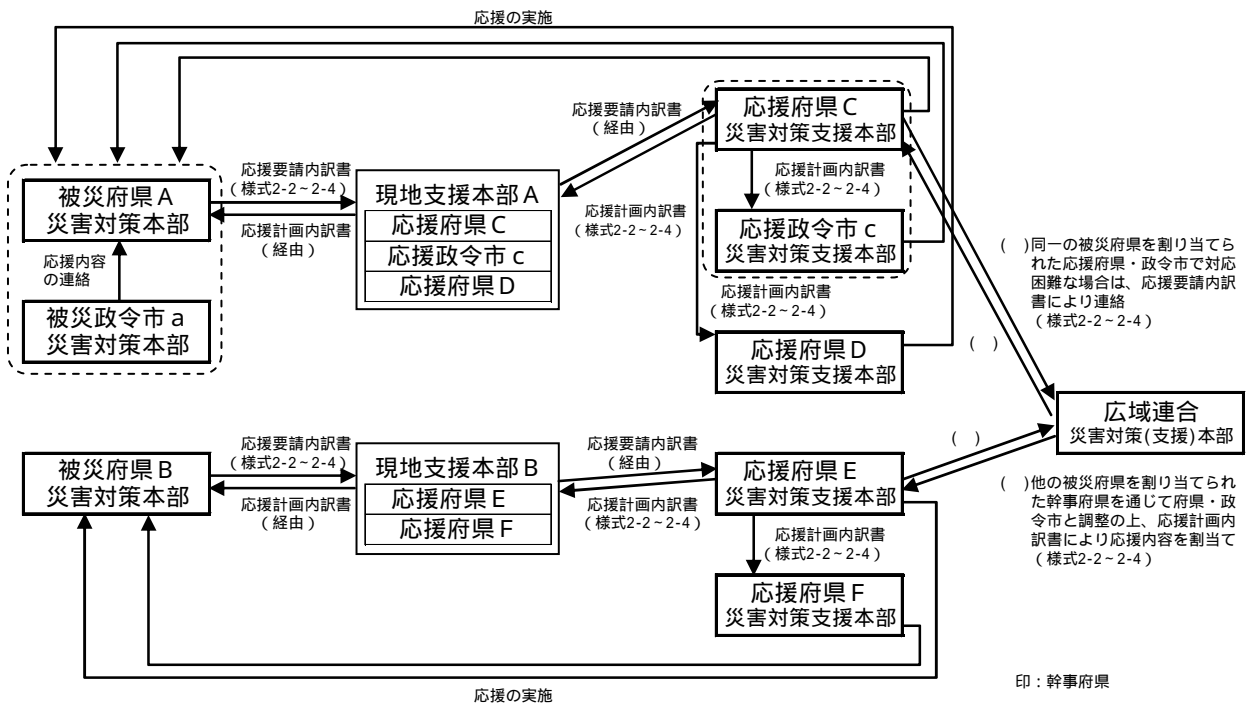 応援の実施
応援要請内訳書
(経由)
応援府県C
災害対策支援本部
応援計画内訳書
(様式2-2~2-4)
応援政令市c
災害対策支援本部
応援計画内訳書
(様式2-2~2-4)
応援府県D
災害対策支援本部
被災府県A
災害対策本部
応援内容
の連絡
被災政令市a
災害対策本部
応援要請内訳書
(様式2-2~2-4)
応援計画内訳書
(経由)
現地支援本部A
応援府県C
応援政令市c
応援府県D
応援計画内訳書
(様式2-2~2-4)
( )同一の被災府県を割り当てら
れた応援府県・政令市で対応
困難な場合は、応援要請内訳
書により連絡
(様式2-2~2-4)
( )
広域連合
災害対策(支援)本部
( )
( )他の被災府県を割り当てられ
た幹事府県を通じて府県・政
令市と調整の上、応援計画内
訳書により応援内容を割当て
(様式2-2~2-4)
被災府県B
災害対策本部
応援要請内訳書
(様式2-2~2-4)
応援計画内訳書
(経由)
現地支援本部B
応援府県E
応援府県F
応援要請内訳書
(経由)
応援計画内訳書
(様式2-2~2-4)
応援府県E
災害対策支援本部
応援計画内訳書
(様式2-2~2-4)
応援府県F
災害対策支援本部
応援の実施
印:幹事府県